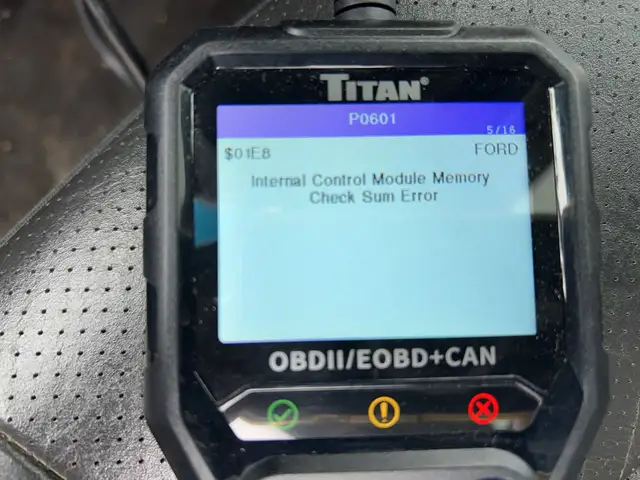 TITAN®
P0601
5/16
$01E8 FORD
Internal Control Module Memory
Check Sum Error
OBDII/EOBD+CAN